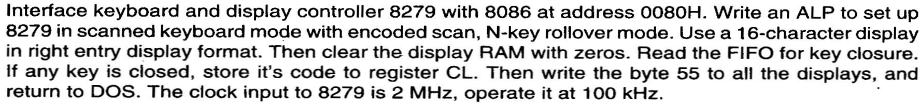 Interface keyboard and display controller 8279 with 8086 at address 0080H. Write an ALP to set up
8279 in scanned keyboard mode with encoded scan, N-key rollover mode. Use a 16-character display
in right entry display format. Then clear the display RAM with zeros. Read the FIFO for key closure.
If any key is closed, store it's code to register CL. Then write the byte 55 to all the displays, and
return to DOS. The clock input to 8279 is 2 MHz, operate it at 100 kHz.